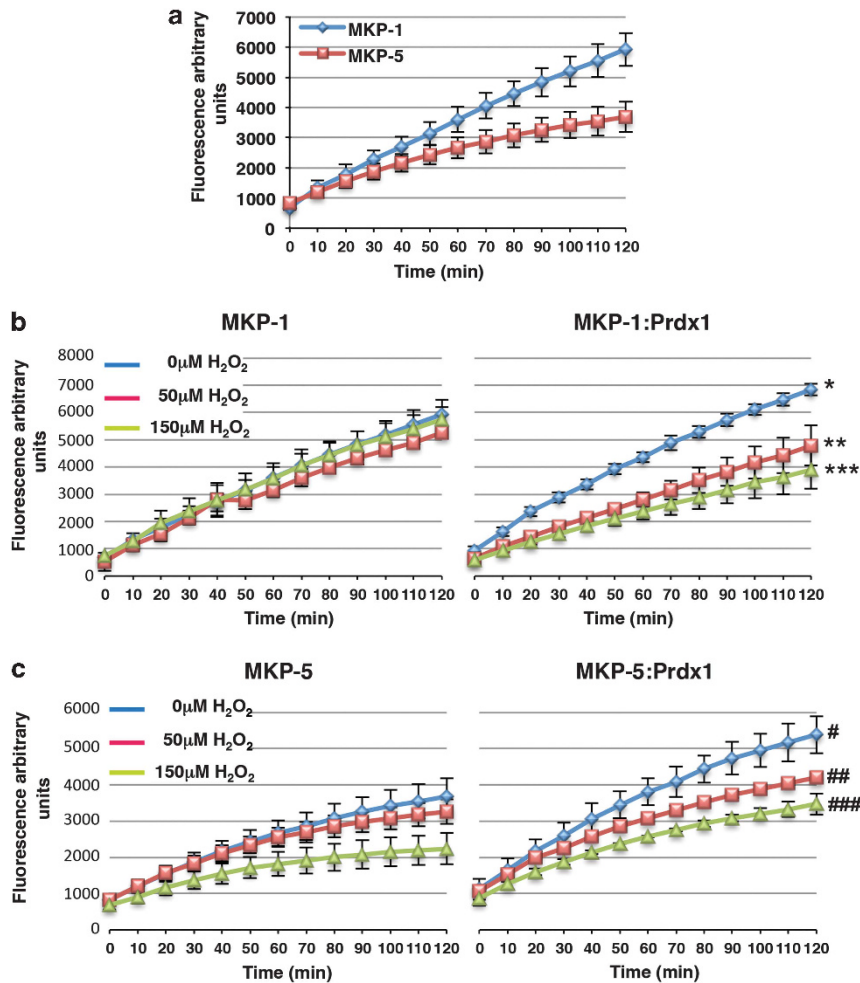 a
Fluorescence arbitrary
units
7000
6000
5000
4000
3000
2000
1000
0
MKP-1
MKP-5
0 10 20 30 40 50 60 70 80 90 100 110 120
Time (min)
b
MKP-1
MKP-1:Prdx1
Fluorescence arbitrary
units
8000
7000
6000
5000
4000
3000
2000
1000
0
0µM H₂O₂
50µM H₂O₂
150µM H₂O₂
*
**
***
0 10 20 30 40 50 60 70 80 90 100 110 120
0 10 20 30 40 50 60 70 80 90 100 110 120
Time (min)
Time (min)
c
MKP-5
MKP-5:Prdx1
Fluorescence arbitrary
units
6000
5000
4000
3000
2000
1000
0
0µM H₂O₂
50µM H₂O₂
150µM H₂O₂
#
##
###
0 10 20 30 40 50 60 70 80 90 100 110 120
0 10 20 30 40 50 60 70 80 90 100 110 120
Time (min)
Time (min)